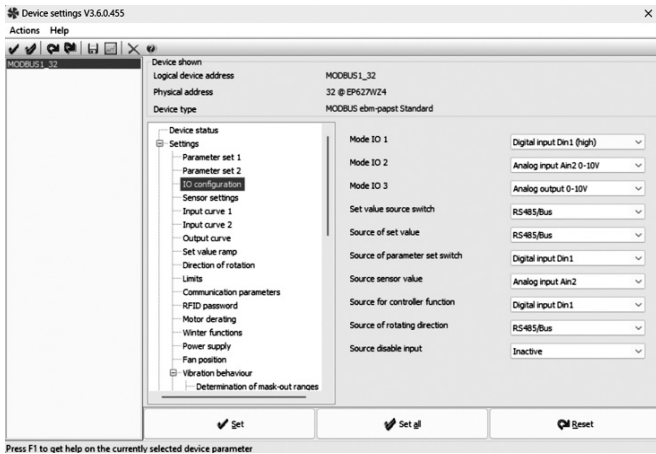 Device settings V3.6.0.455
Actions Help
MODBUS1_32
Device shown
Logical device address MODBUS1_32
Physical address 32 @ EP627WZ4
Device type MODBUS ebm-papst Standard
Device status
Settings
Parameter set 1
Parameter set 2
IO configuration
Sensor settings
Input curve 1
Input curve 2
Output curve
Set value ramp
Direction of rotation
Limits
Communication parameters
RFID password
Motor derating
Winter functions
Power supply
Fan position
Vibration behaviour
Determination of mask-out ranges
Mode IO 1 Digital input Din1 (high)
Mode IO 2 Analog input Ain2 0-10V
Mode IO 3 Analog output 0-10V
Set value source switch RS485/Bus
Source of set value RS485/Bus
Source of parameter set switch Digital input Din1
Source sensor value Analog input Ain2
Source for controller function Digital input Din1
Source of rotating direction RS485/Bus
Source disable input Inactive
Set Set all Reset
Press F1 to get help on the currently selected device parameter